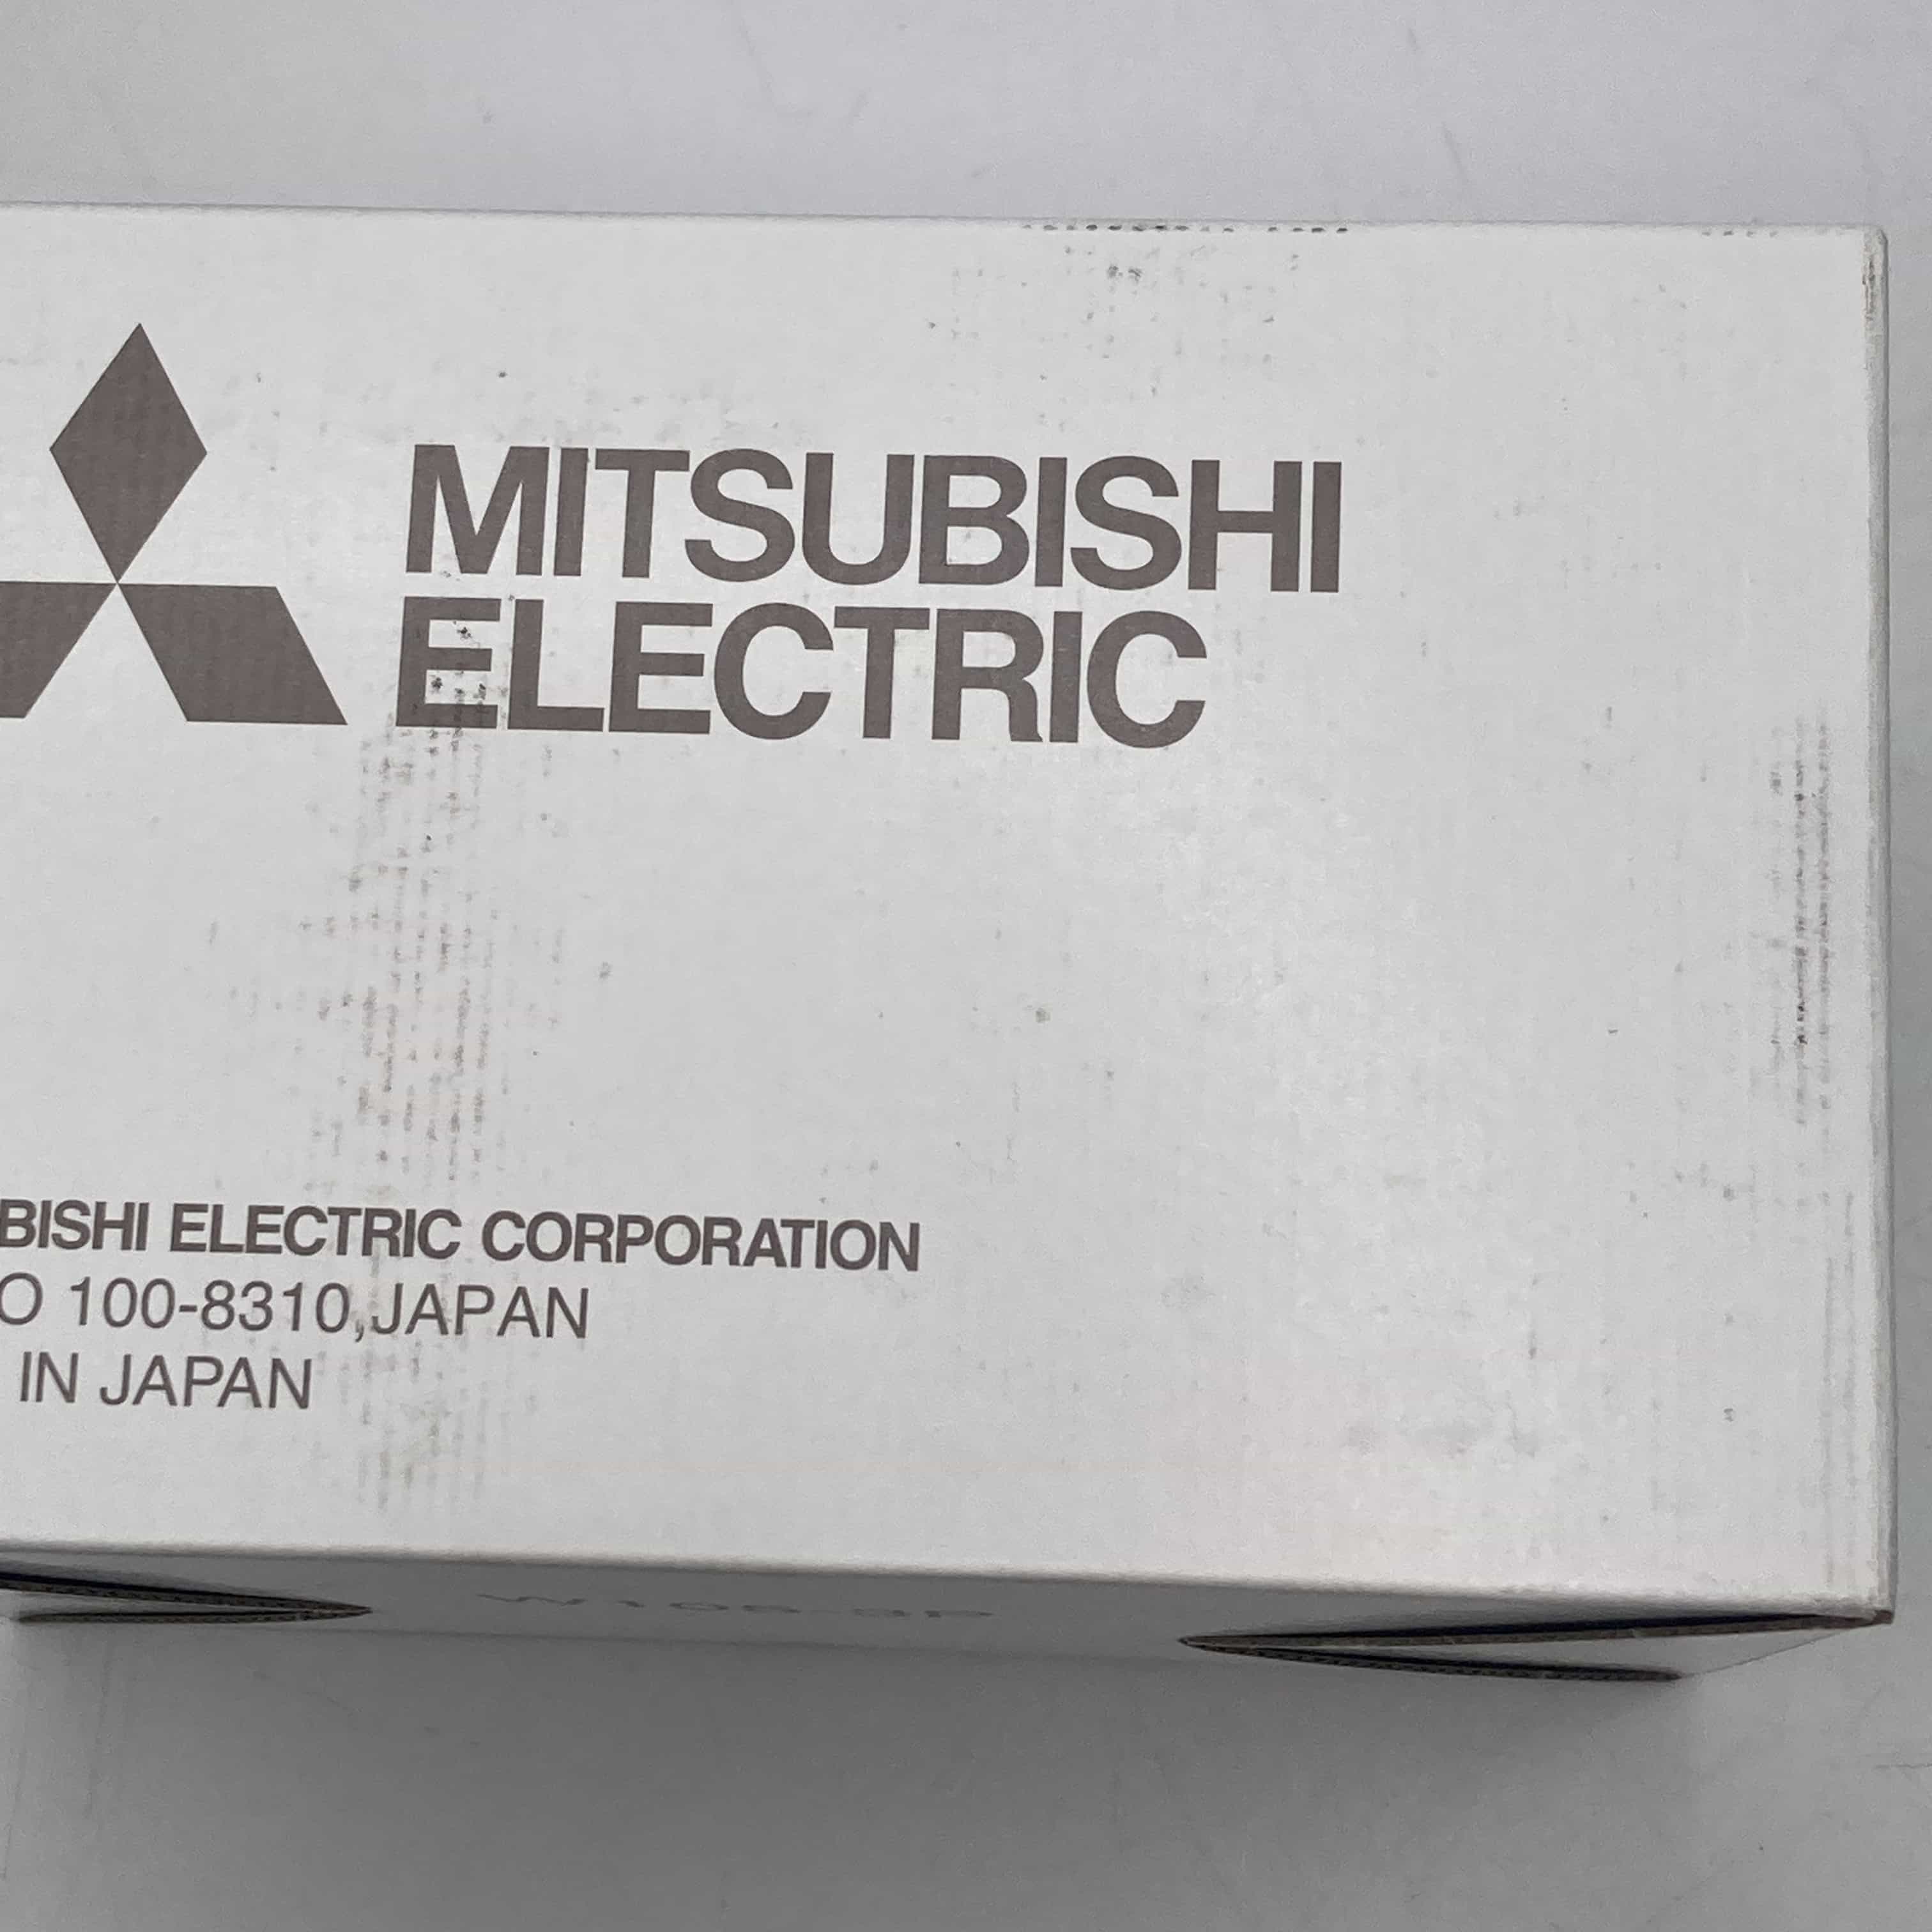 MITSUBISHI
ELECTRIC
BISHI ELECTRIC CORPORATION
O 100-8310,JAPAN
IN JAPAN